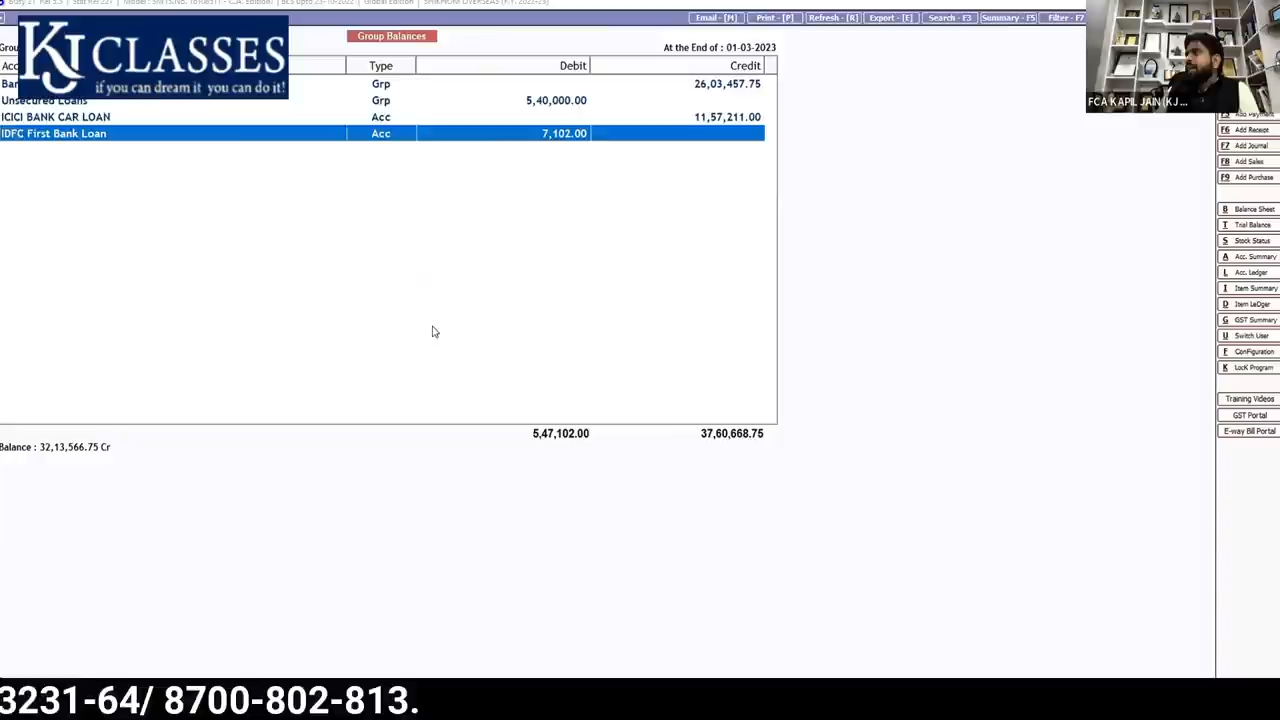 Email - [M] Print - [P] Refresh - [R] Export - [E] Search - F3 Summary - F5 Filter - F7
KJ CLASSES
if you can dream it you can do it!
Group Balances
At the End of : 01-03-2023
Type Debit Credit
Grp 26,03,457.75
Unsecured Loans Grp 5,40,000.00
ICICI BANK CAR LOAN Acc 11,57,211.00
IDFC First Bank Loan Acc 7,102.00
5,47,102.00 37,60,668.75
Balance : 32,13,566.75 Cr
FCA KAPIL JAIN (KJ ...
F5 Add Payment
F6 Add Receipt
F7 Add Journal
F8 Add Sales
F9 Add Purchase
B Balance Sheet
T Trial Balance
S Stock Status
A Acc. Summary
L Acc. Ledger
I Item Summary
D Item LeDger
G GST Summary
U Switch User
F ConFiguration
K LocK Program
Training Videos
GST Portal
E-way Bill Portal
3231-64/ 8700-802-813.